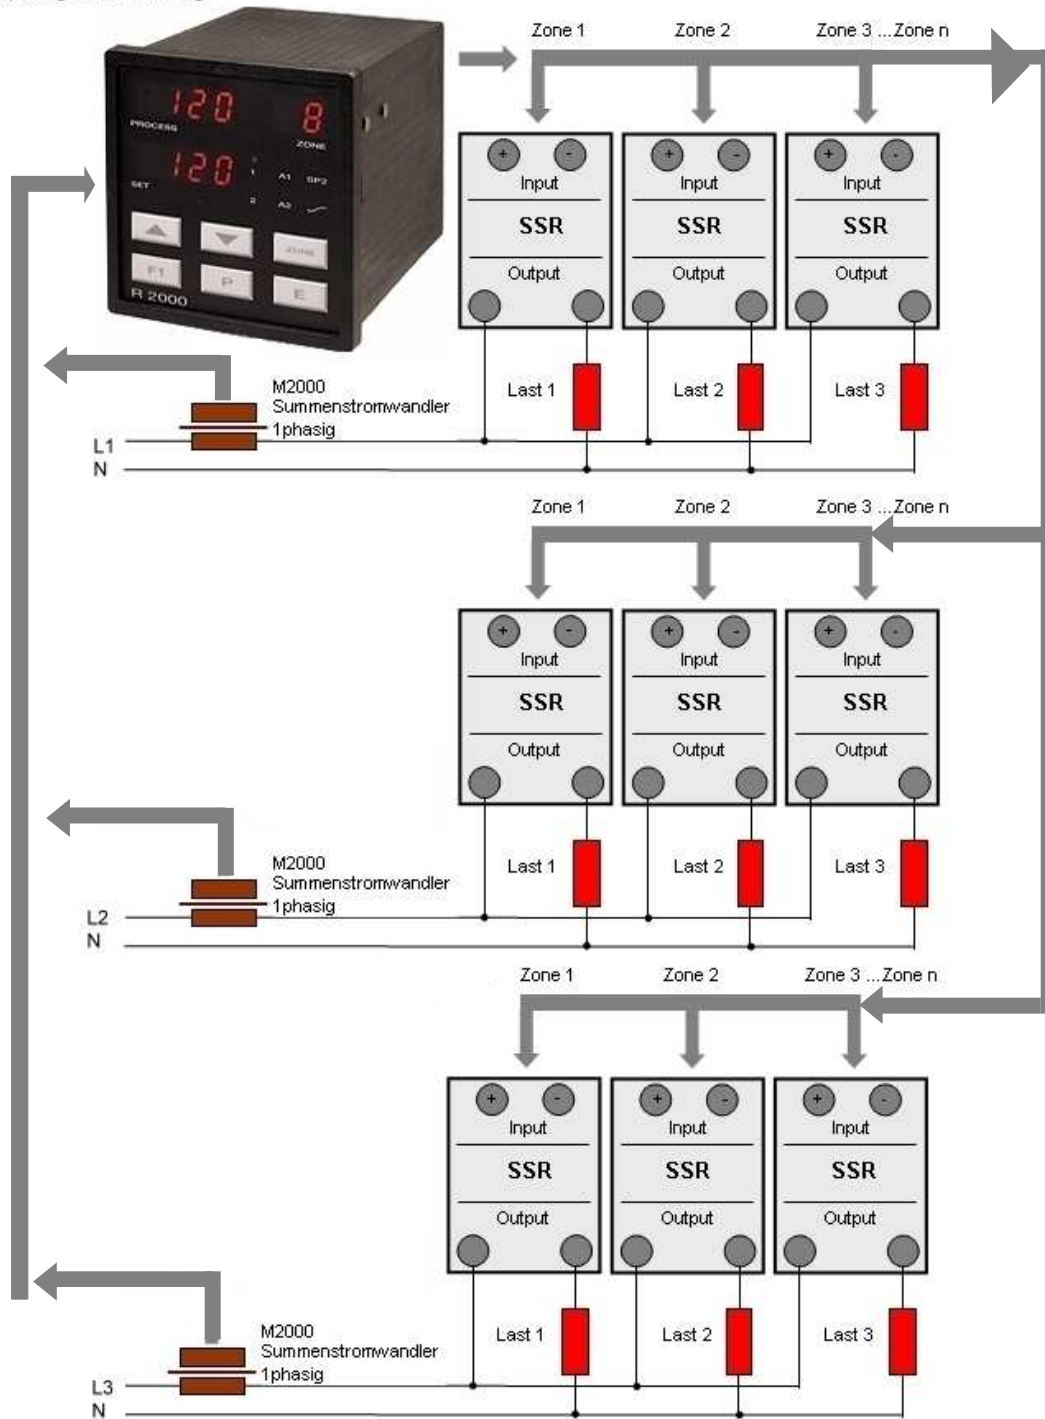 Zone 1 Zone 2 Zone 3 ...Zone n
120 8
PROCESS ZONE
120 1 A1 SP2
SET 2 A2
ZONE
F1 P E
R 2000
+ - + - + -
Input Input Input
SSR SSR SSR
Output Output Output
Last 1 Last 2 Last 3
M2000
Summenstromwandler
1phasig
L1
N
Zone 1 Zone 2 Zone 3 ...Zone n
+ - + - + -
Input Input Input
SSR SSR SSR
Output Output Output
Last 1 Last 2 Last 3
M2000
Summenstromwandler
1phasig
L2
N
Zone 1 Zone 2 Zone 3 ...Zone n
+ - + - + -
Input Input Input
SSR SSR SSR
Output Output Output
Last 1 Last 2 Last 3
M2000
Summenstromwandler
1phasig
L3
N